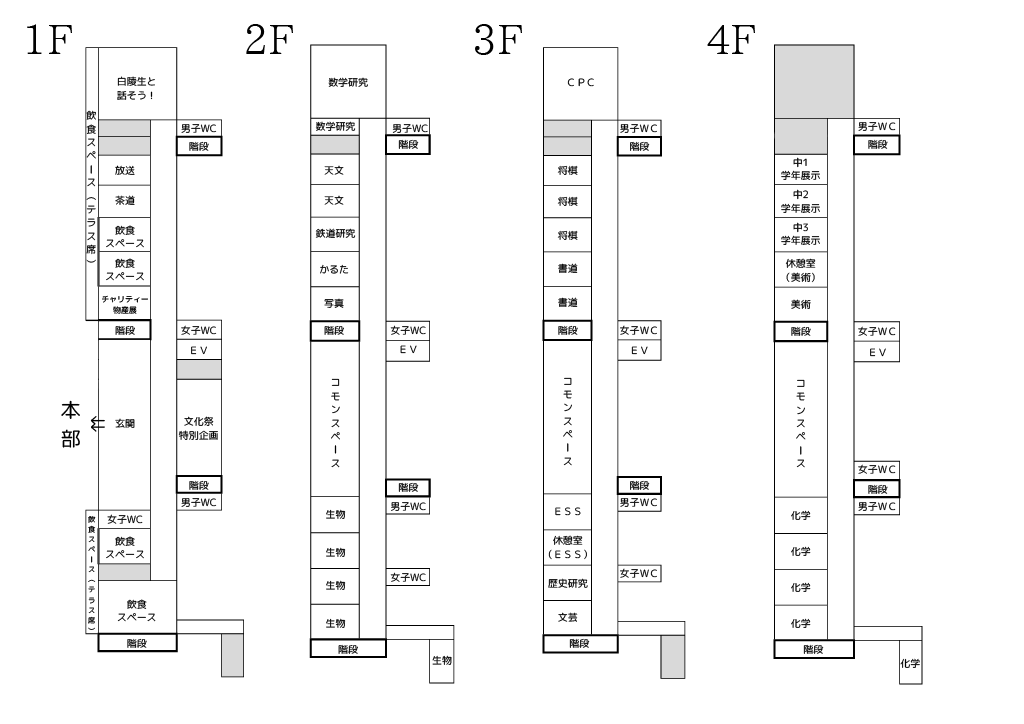 1F
白陵生と
話そう！
飲食スペース（テラス席）
男子WC
階段
放送
茶道
飲食
スペース
飲食
スペース
チャリティー
物産展
階段
女子WC
ＥＶ
本部
⇐
玄関
文化祭
特別企画
階段
男子WC
飲食スペース（テラス席）
女子WC
飲食
スペース
飲食
スペース
階段
2F
数学研究
数学研究
男子WC
階段
天文
天文
鉄道研究
かるた
写真
階段
女子WC
ＥＶ
コモンスペース
階段
男子WC
生物
生物
生物
女子WC
生物
階段
生物
3F
ＣＰＣ
男子WC
階段
将棋
将棋
将棋
書道
書道
階段
女子WC
ＥＶ
コモンスペース
階段
男子WC
ＥＳＳ
休憩室
（ＥＳＳ）
歴史研究
女子WC
文芸
階段
4F
男子WC
階段
中1
学年展示
中2
学年展示
中3
学年展示
休憩室
（美術）
美術
階段
女子WC
ＥＶ
コモンスペース
女子WC
階段
男子WC
化学
化学
化学
化学
階段
化学